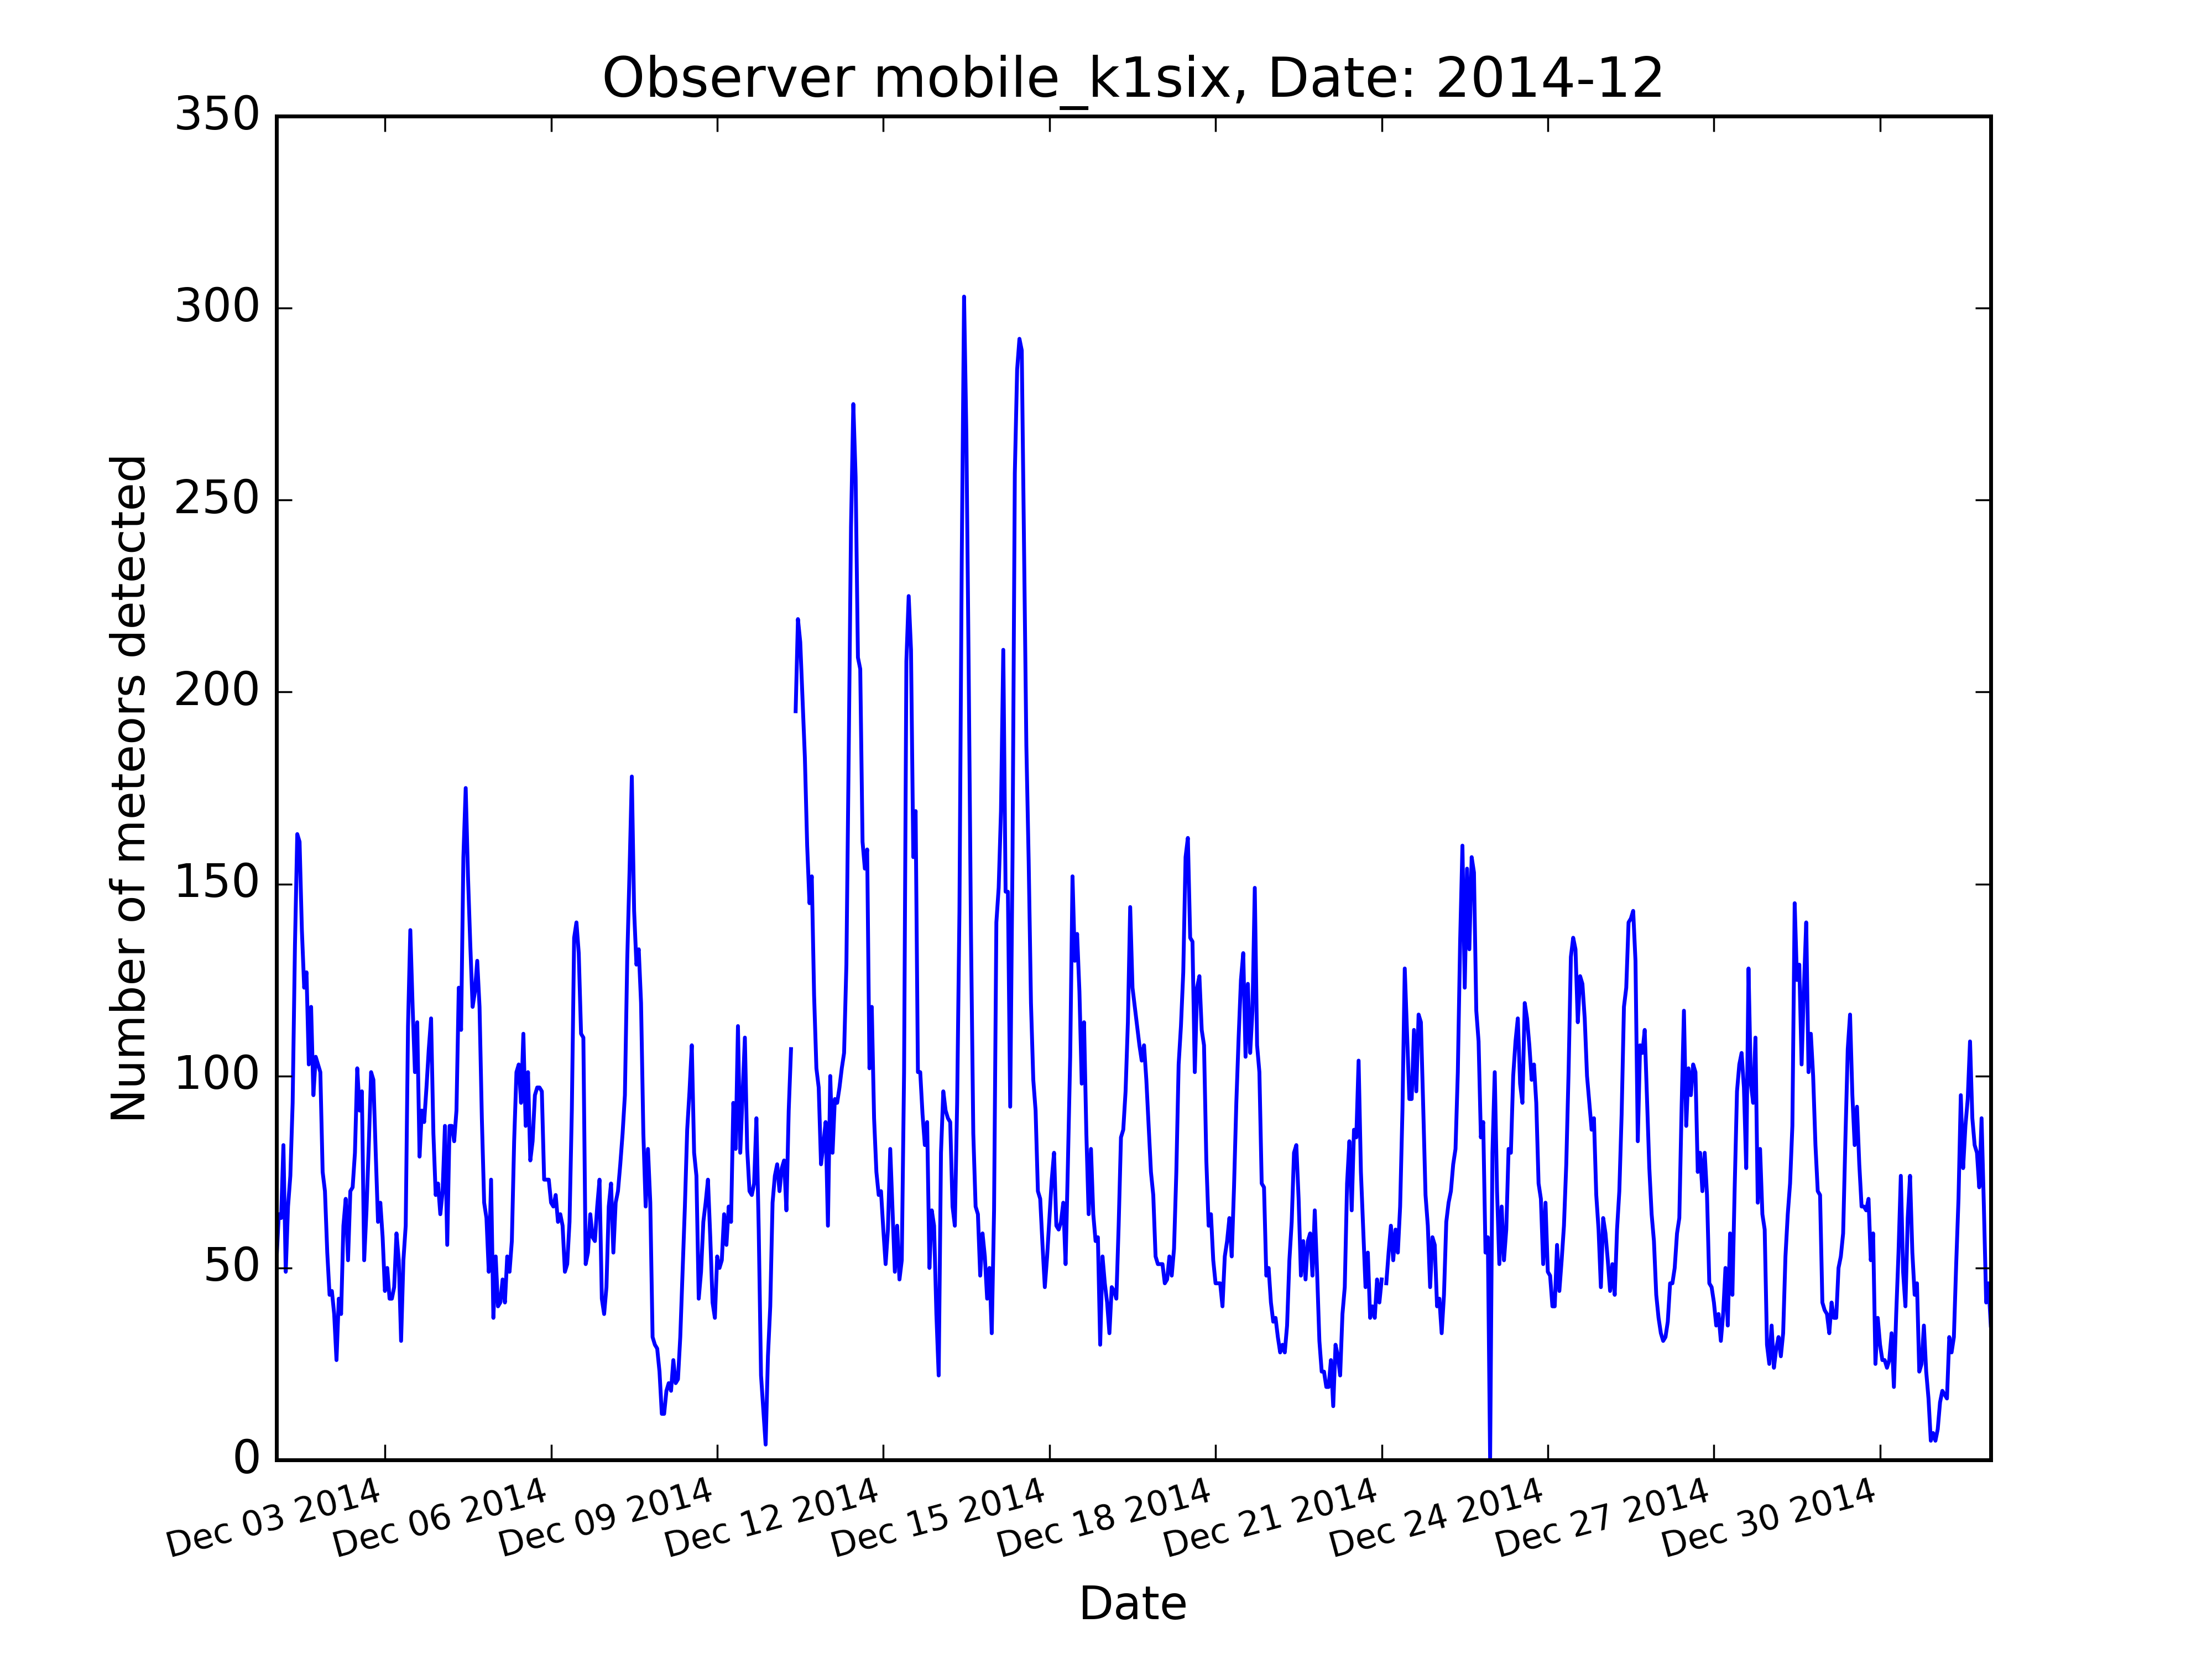 Observer mobile_k1six, Date: 2014-12
350
300
250
200
150
100
50
0
Number of meteors detected
Dec 03 2014
Dec 06 2014
Dec 09 2014
Dec 12 2014
Dec 15 2014
Dec 18 2014
Dec 21 2014
Dec 24 2014
Dec 27 2014
Dec 30 2014
Date